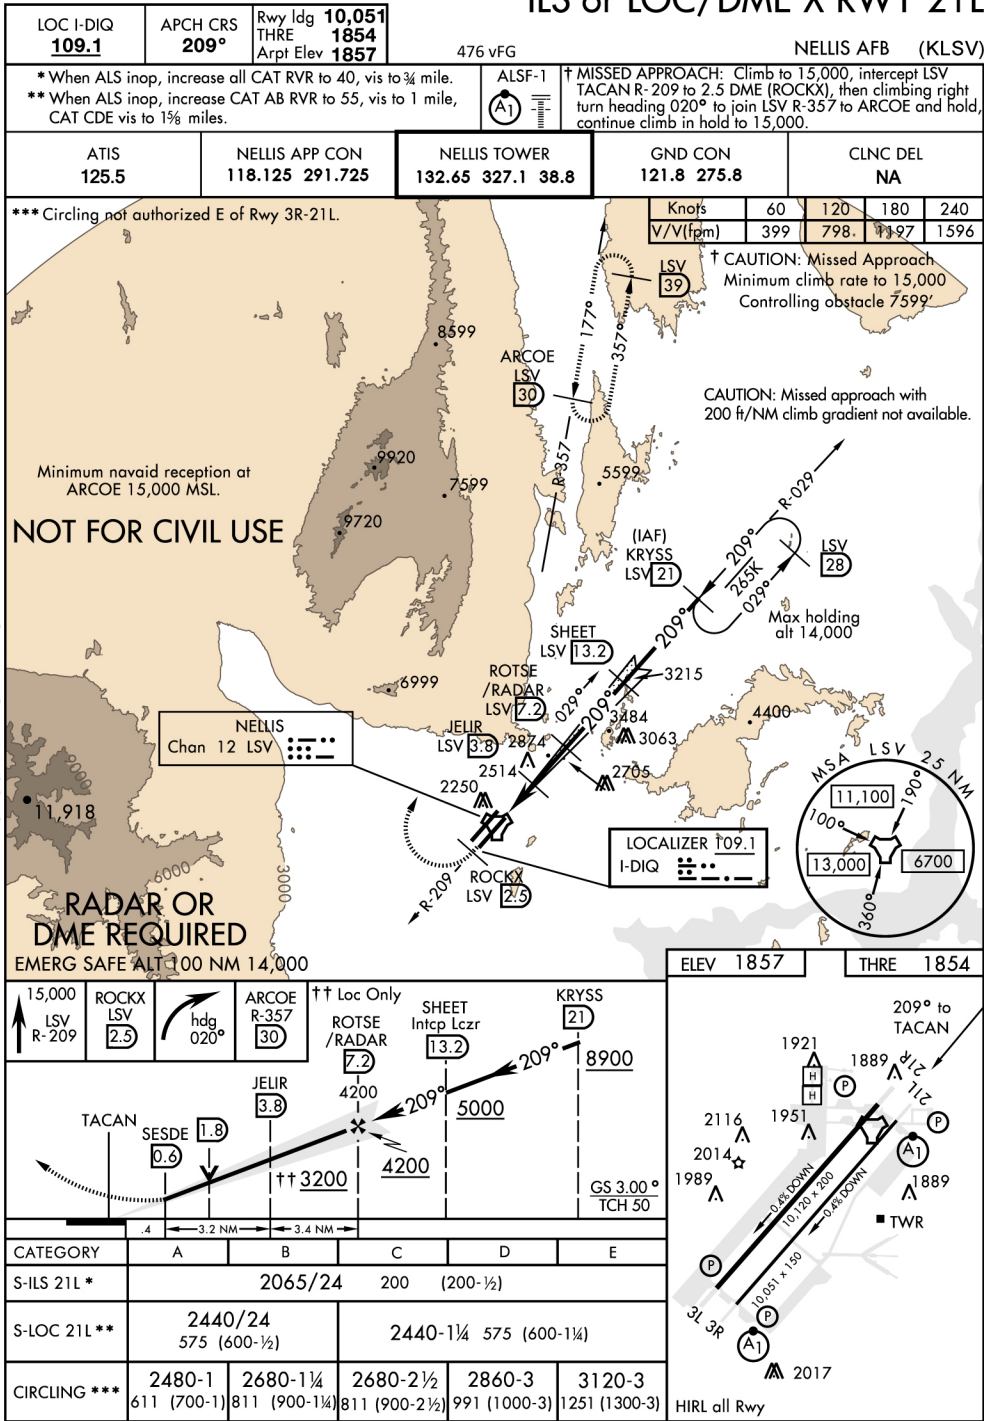 ILS or LOC/DME X RWY 21L
LOC I-DIQ
109.1
APCH CRS
209°
Rwy ldg 10,051
THRE 1854
Arpt Elev 1857
476 vFG
NELLIS AFB (KLSV)
* When ALS inop, increase all CAT RVR to 40, vis to ¾ mile.
** When ALS inop, increase CAT AB RVR to 55, vis to 1 mile,
CAT CDE vis to 1⅝ miles.
ALSF-1
A1
† MISSED APPROACH: Climb to 15,000, intercept LSV
TACAN R-209 to 2.5 DME (ROCKX), then climbing right
turn heading 020° to join LSV R-357 to ARCOE and hold,
continue climb in hold to 15,000.
ATIS
125.5
NELLIS APP CON
118.125 291.725
NELLIS TOWER
132.65 327.1 38.8
GND CON
121.8 275.8
CLNC DEL
NA
*** Circling not authorized E of Rwy 3R-21L.
Knots 60 120 180 240
V/V(fpm) 399 798 1197 1596
† CAUTION: Missed Approach
Minimum climb rate to 15,000
Controlling obstacle 7599'
LSV
39
177°
357°
8599
ARCOE
LSV
30
CAUTION: Missed approach with
200 ft/NM climb gradient not available.
R-357
9920
7599
5599
Minimum navaid reception at
ARCOE 15,000 MSL.
9720
NOT FOR CIVIL USE
R-029
(IAF)
KRYSS
LSV 21
209°
265K
029°
LSV
28
Max holding
alt 14,000
209°
SHEET
LSV 13.2
3215
ROTSE
/RADAR
LSV 7.2
029°
209°
6999
3484
3063
4400
NELLIS
Chan 12 LSV
JELIR
LSV 3.8
2874
2514
2705
2250
9000
11,918
6000
3000
MSA LSV 25 NM
11,100
190°
100°
13,000
6700
360°
LOCALIZER 109.1
I-DIQ
ROCKX
LSV 2.5
R-209
RADAR OR
DME REQUIRED
EMERG SAFE ALT 100 NM 14,000
15,000
LSV
R-209
ROCKX
LSV
2.5
hdg
020°
ARCOE
R-357
30
†† Loc Only
ROTSE
/RADAR
7.2
4200
SHEET
Intcp Lczr
13.2
KRYSS
21
209°
8900
209°
5000
4200
JELIR
3.8
†† 3200
TACAN
SESDE
0.6
1.8
GS 3.00°
TCH 50
.4
3.2 NM
3.4 NM
CATEGORY A B C D E
S-ILS 21L * 2065/24 200 (200-½)
S-LOC 21L ** 2440/24 575 (600-½) 2440-1¼ 575 (600-1¼)
CIRCLING *** 2480-1 2680-1¼ 2680-2½ 2860-3 3120-3
611 (700-1) 811 (900-1¼) 811 (900-2½) 991 (1000-3) 1251 (1300-3)
ELEV 1857
THRE 1854
209° to
TACAN
1921
H
H
P
1889
21R
21L
2116
1951
P
A1
2014
1989
1889
0.4% DOWN
10,120 x 200
0.4% DOWN
TWR
P
10,051 x 150
3L 3R
P
A1
2017
HIRL all Rwy